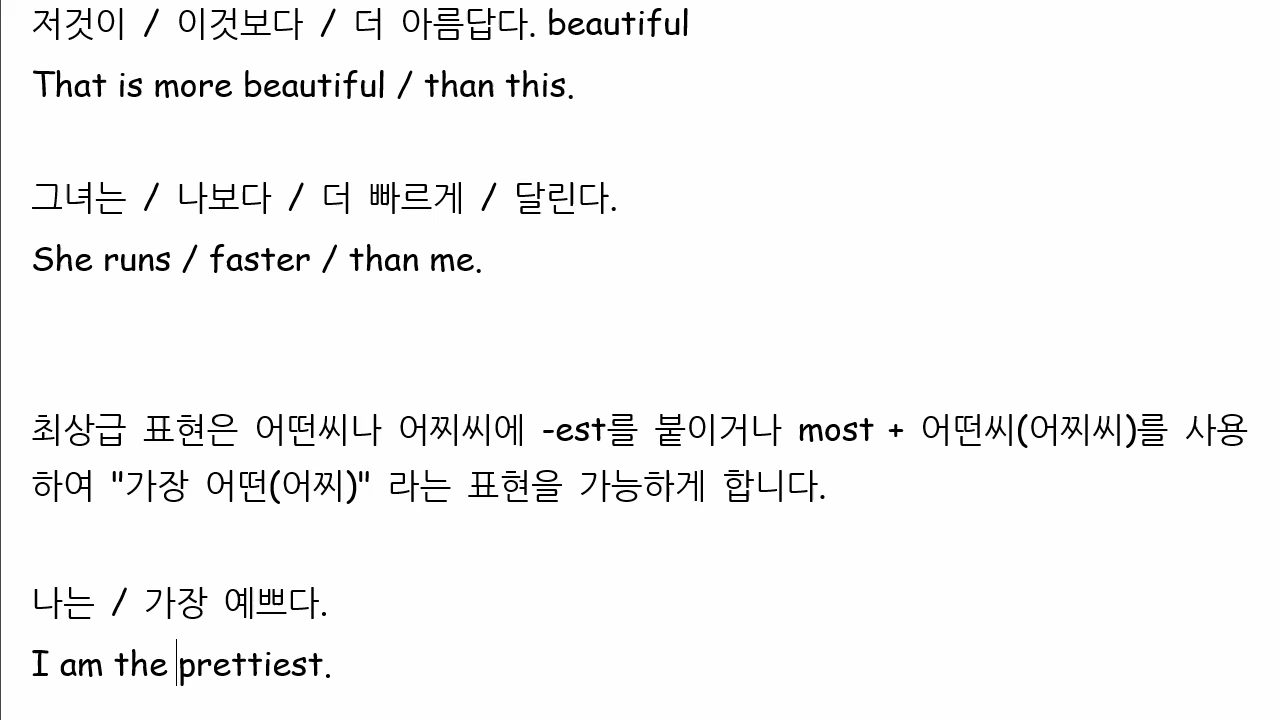 저것이 / 이것보다 / 더 아름답다. beautiful
That is more beautiful / than this.
그녀는 / 나보다 / 더 빠르게 / 달린다.
She runs / faster / than me.
최상급 표현은 어떤씨나 어찌씨에 -est를 붙이거나 most + 어떤씨(어찌씨)를 사용
하여 "가장 어떤(어찌)" 라는 표현을 가능하게 합니다.
나는 / 가장 예쁘다.
I am the prettiest.